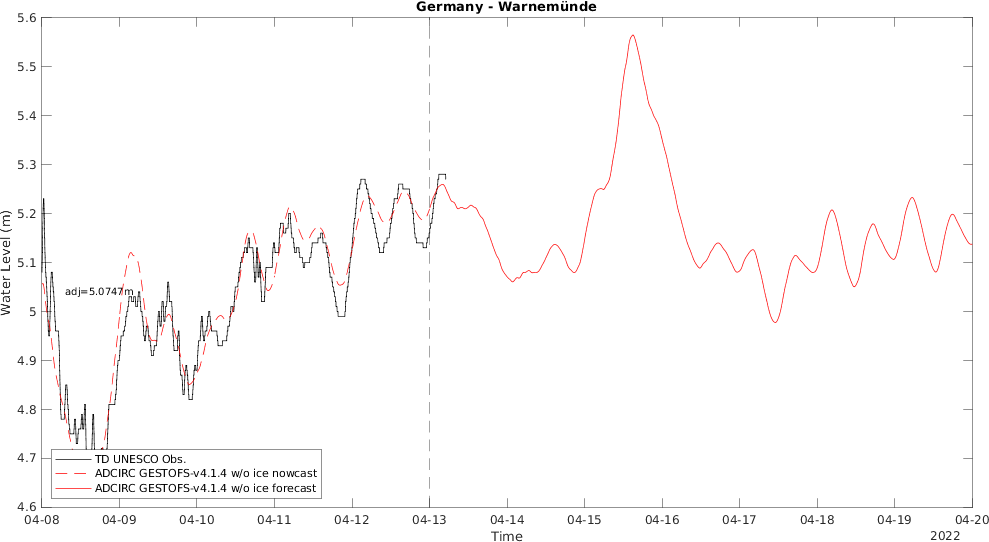 Germany - Warnemünde
5.6
5.5
5.4
5.3
5.2
5.1
5
4.9
4.8
4.7
4.6
Water Level (m)
adj=5.0747m
TD UNESCO Obs.
ADCIRC GESTOFS-v4.1.4 w/o ice nowcast
ADCIRC GESTOFS-v4.1.4 w/o ice forecast
04-08 04-09 04-10 04-11 04-12 04-13 04-14 04-15 04-16 04-17 04-18 04-19 04-20
Time
2022